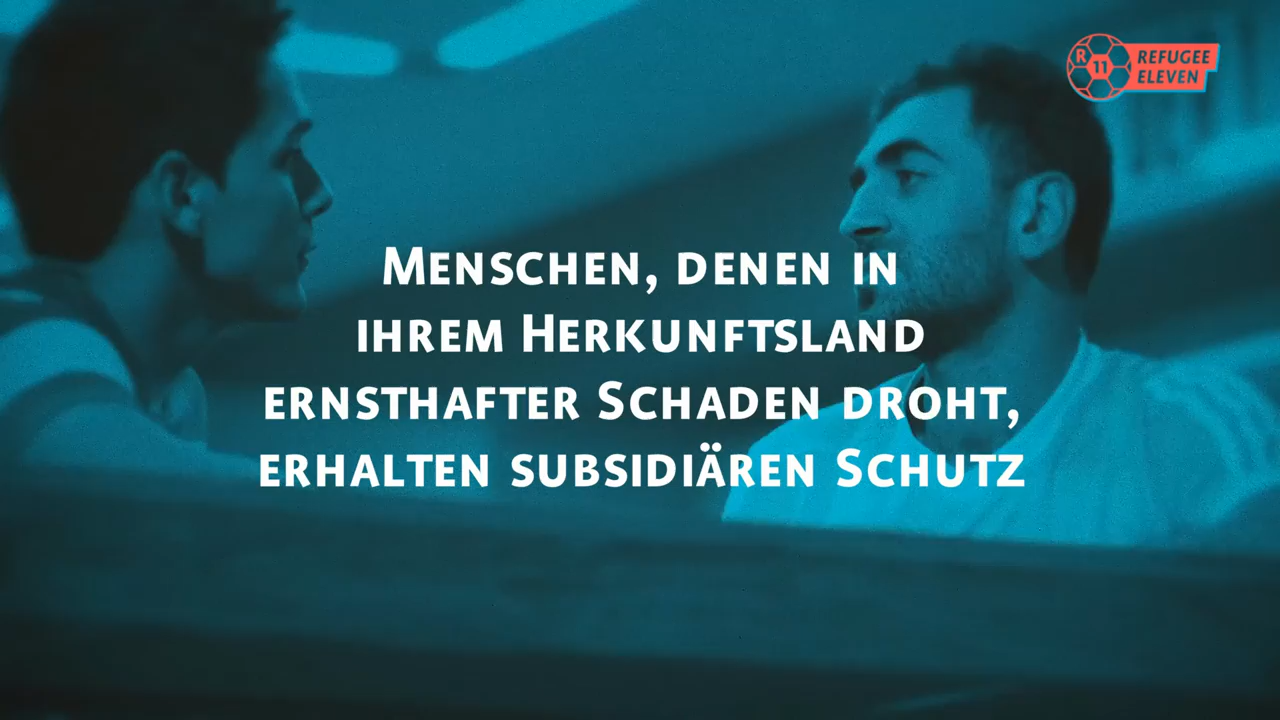 R
11
REFUGEE
ELEVEN
MENSCHEN, DENEN IN
IHREM HERKUNFTSLAND
ERNSTHAFTER SCHADEN DROHT,
ERHALTEN SUBSIDIÄREN SCHUTZ